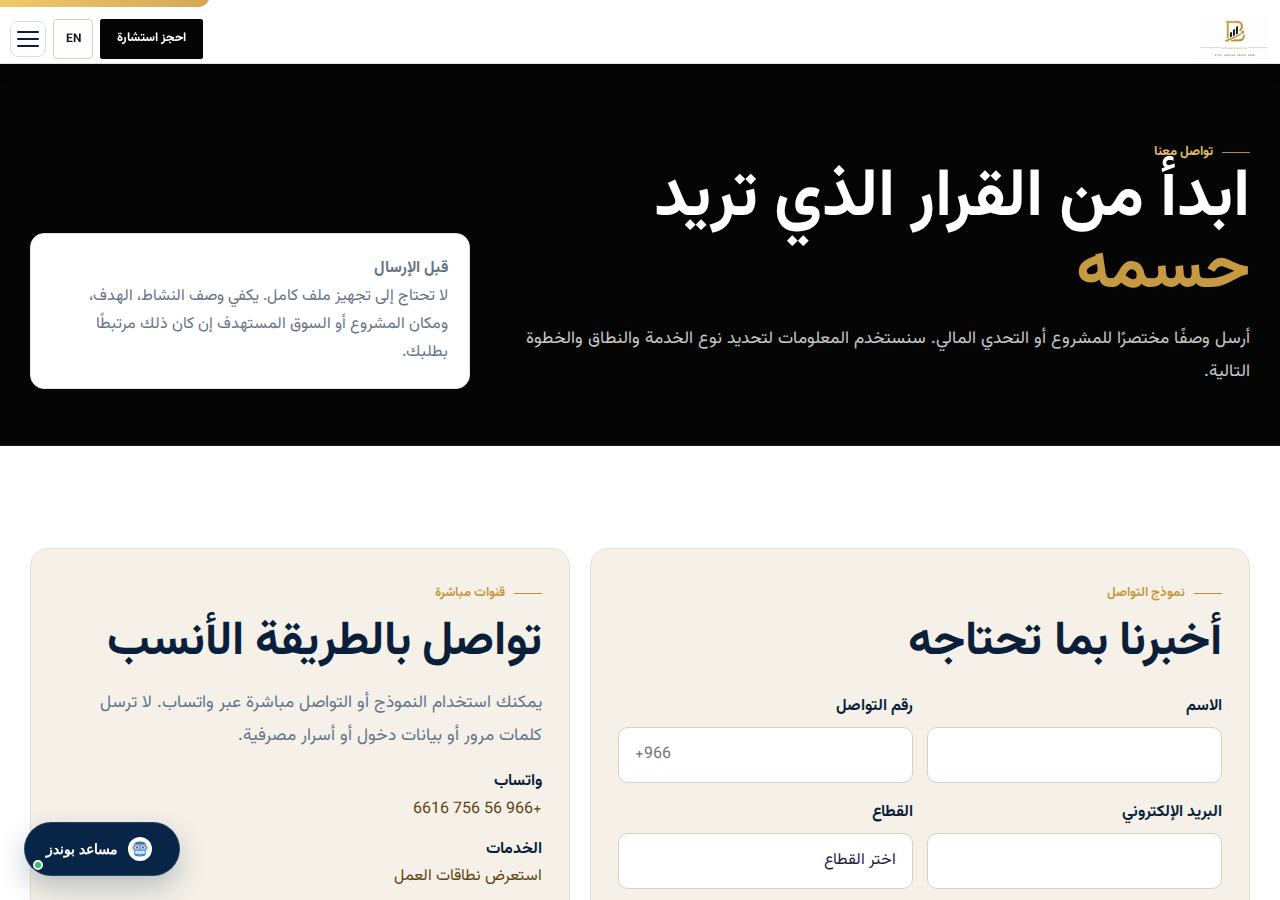 احجز استشارة
EN
تواصل معنا
ابدأ من القرار الذي تريد
حسمه
أرسل وصفًا مختصرًا للمشروع أو التحدي المالي. سنستخدم المعلومات لتحديد نوع الخدمة والنطاق والخطوة
التالية.
قبل الإرسال
لا تحتاج إلى تجهيز ملف كامل. يكفي وصف النشاط، الهدف،
ومكان المشروع أو السوق المستهدف إن كان ذلك مرتبطًا
بطلبك.
نموذج التواصل
أخبرنا بما تحتاجه
الاسم
رقم التواصل
+966
البريد الإلكتروني
القطاع
اختر القطاع
قنوات مباشرة
تواصل بالطريقة الأنسب
يمكنك استخدام النموذج أو التواصل مباشرة عبر واتساب. لا ترسل
كلمات مرور أو بيانات دخول أو أسرار مصرفية.
واتساب
+966 56 756 6616
الخدمات
استعرض نطاقات العمل
مساعد بوندز